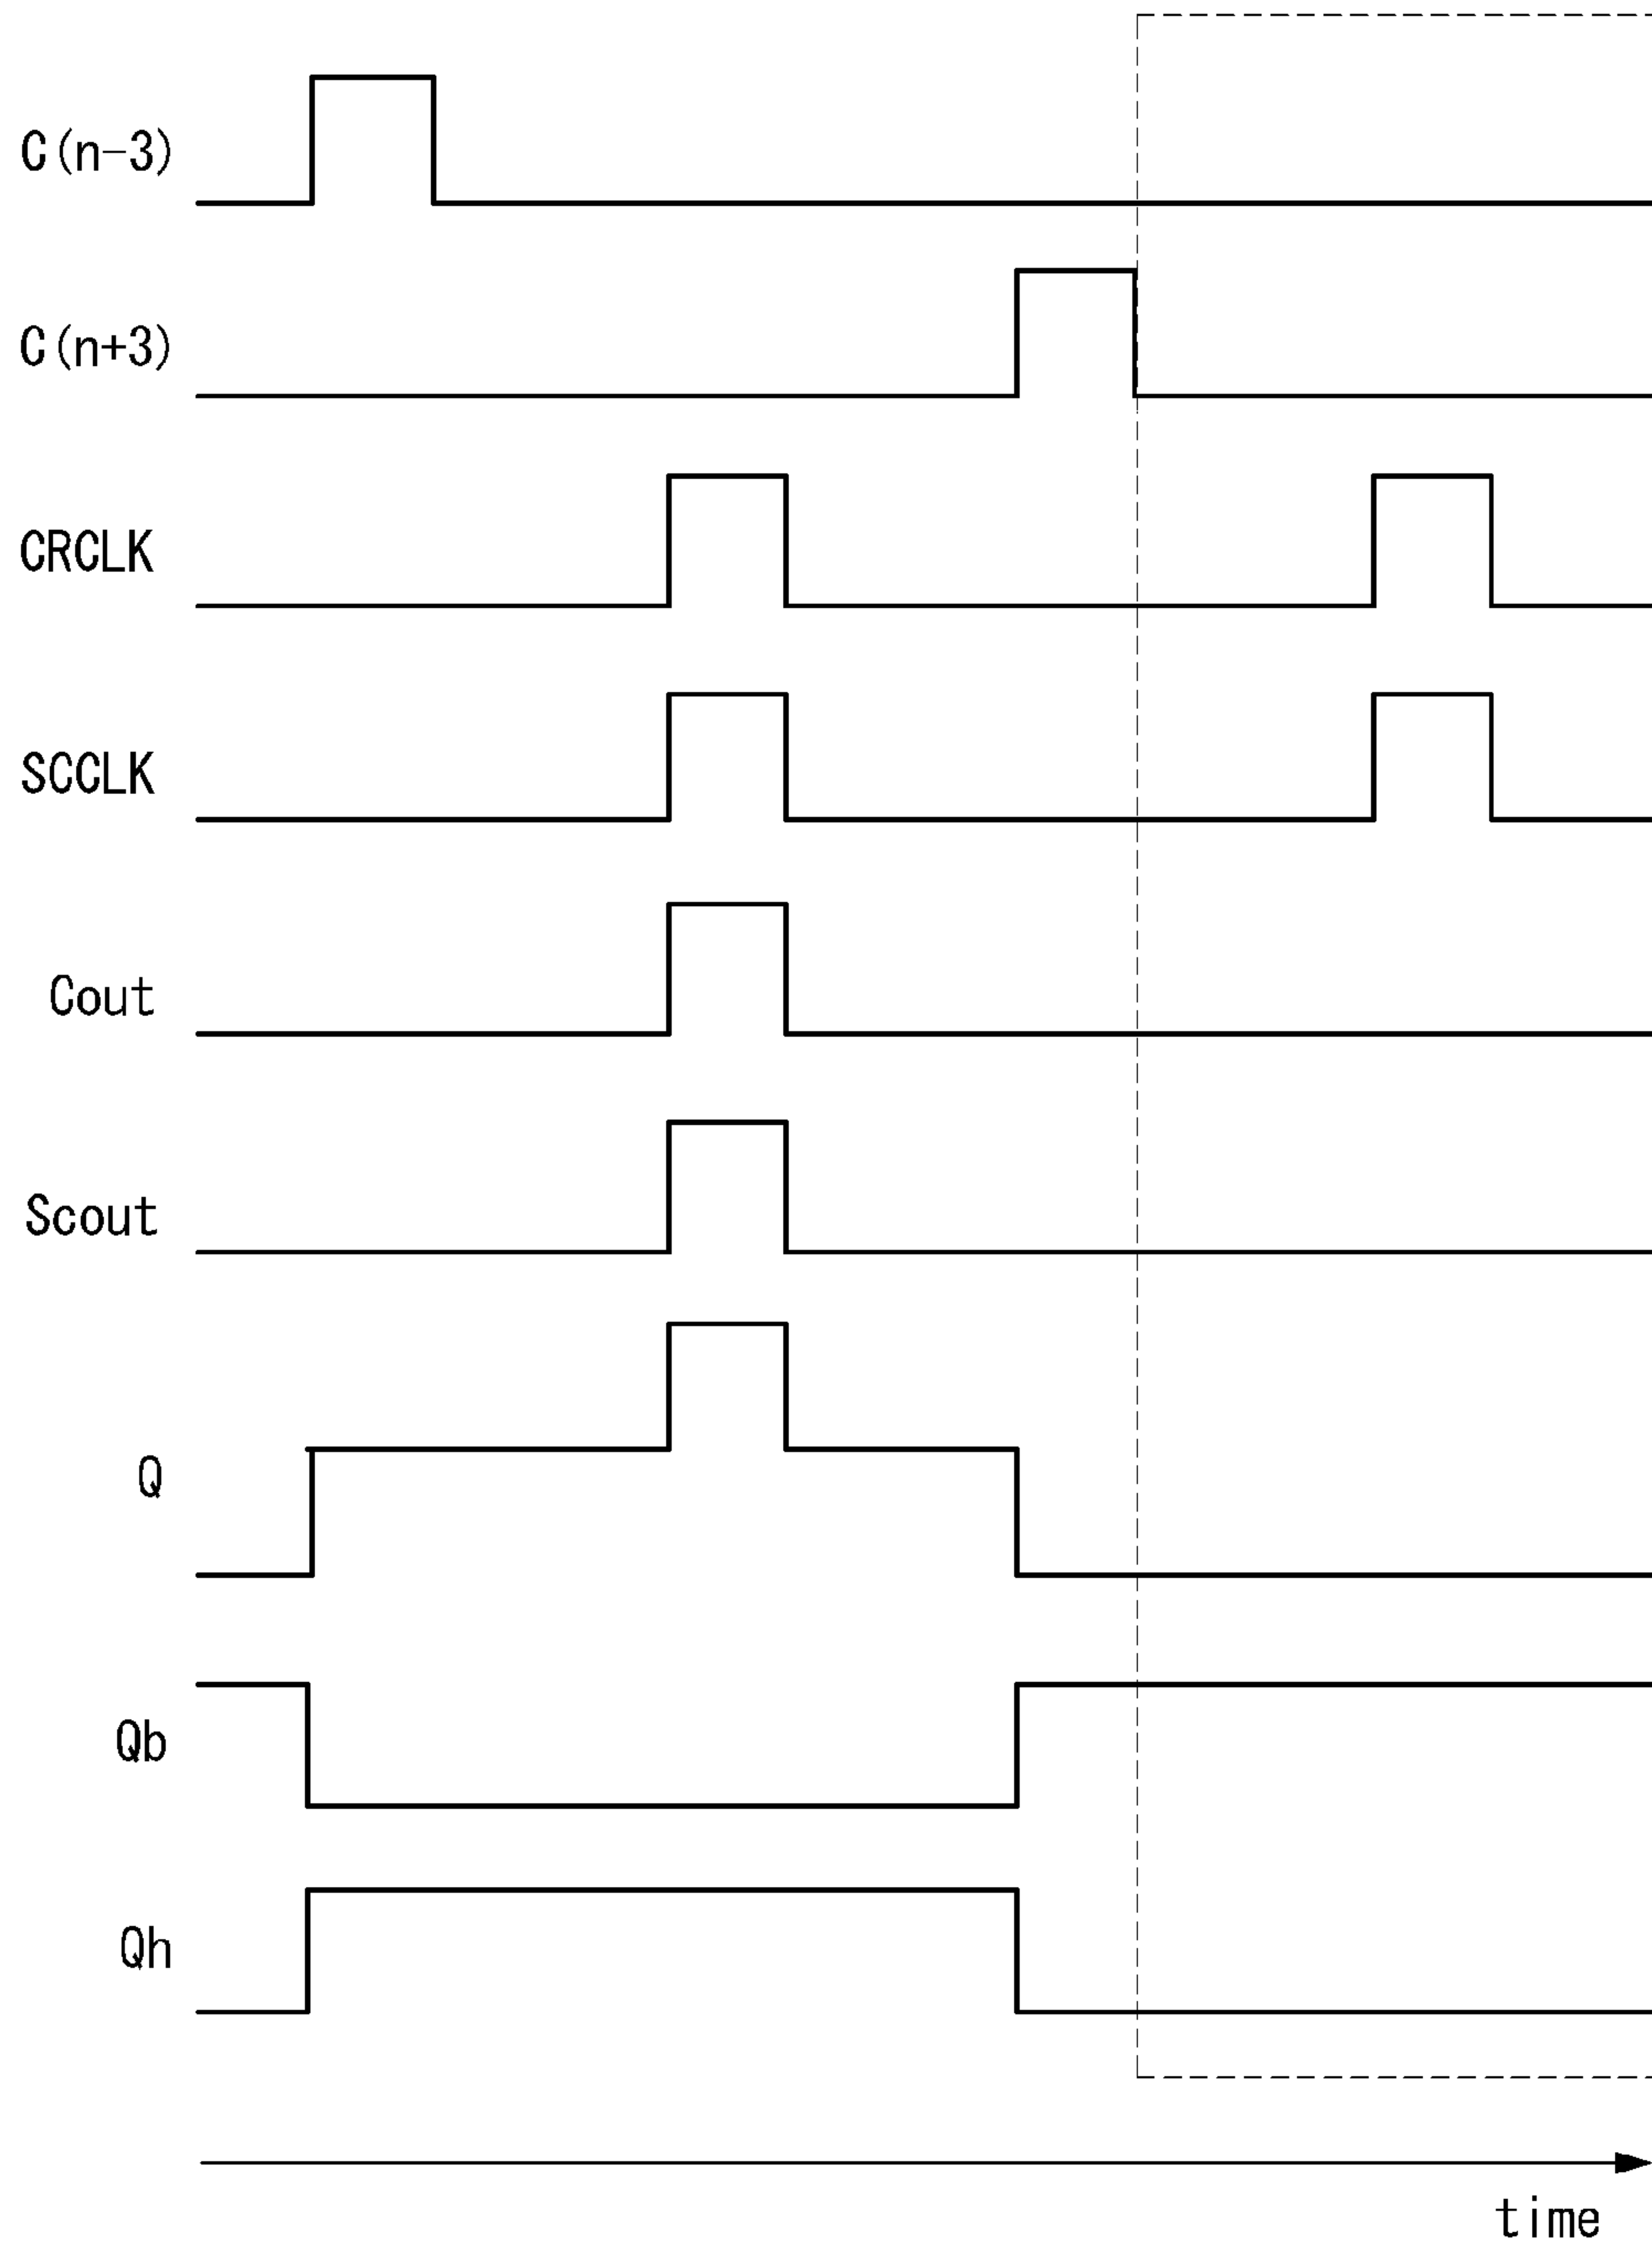 C(n-3)
C(n+3)
CRCLK
SCCLK
Cout
Scout
Q
Qb
Qh
time